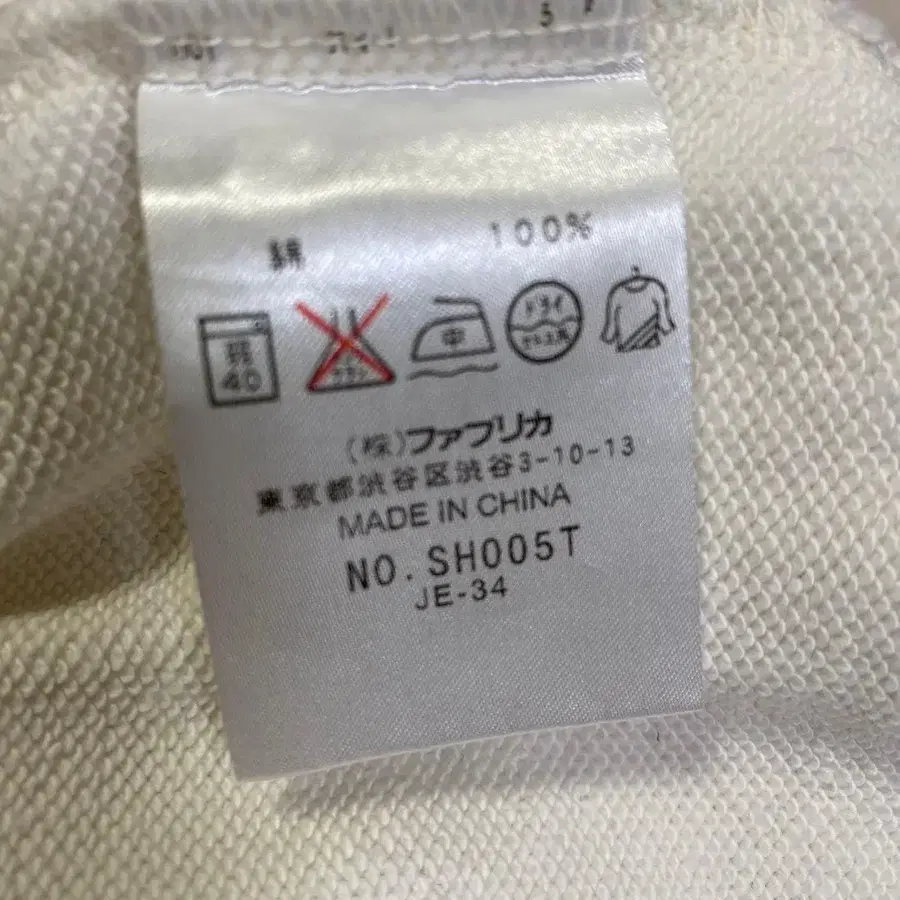 綿 100%
弱 40 中 ドライ
(株)ファブリカ
東京都渋谷区渋谷3-10-13
MADE IN CHINA
NO. SH005T
JE-34